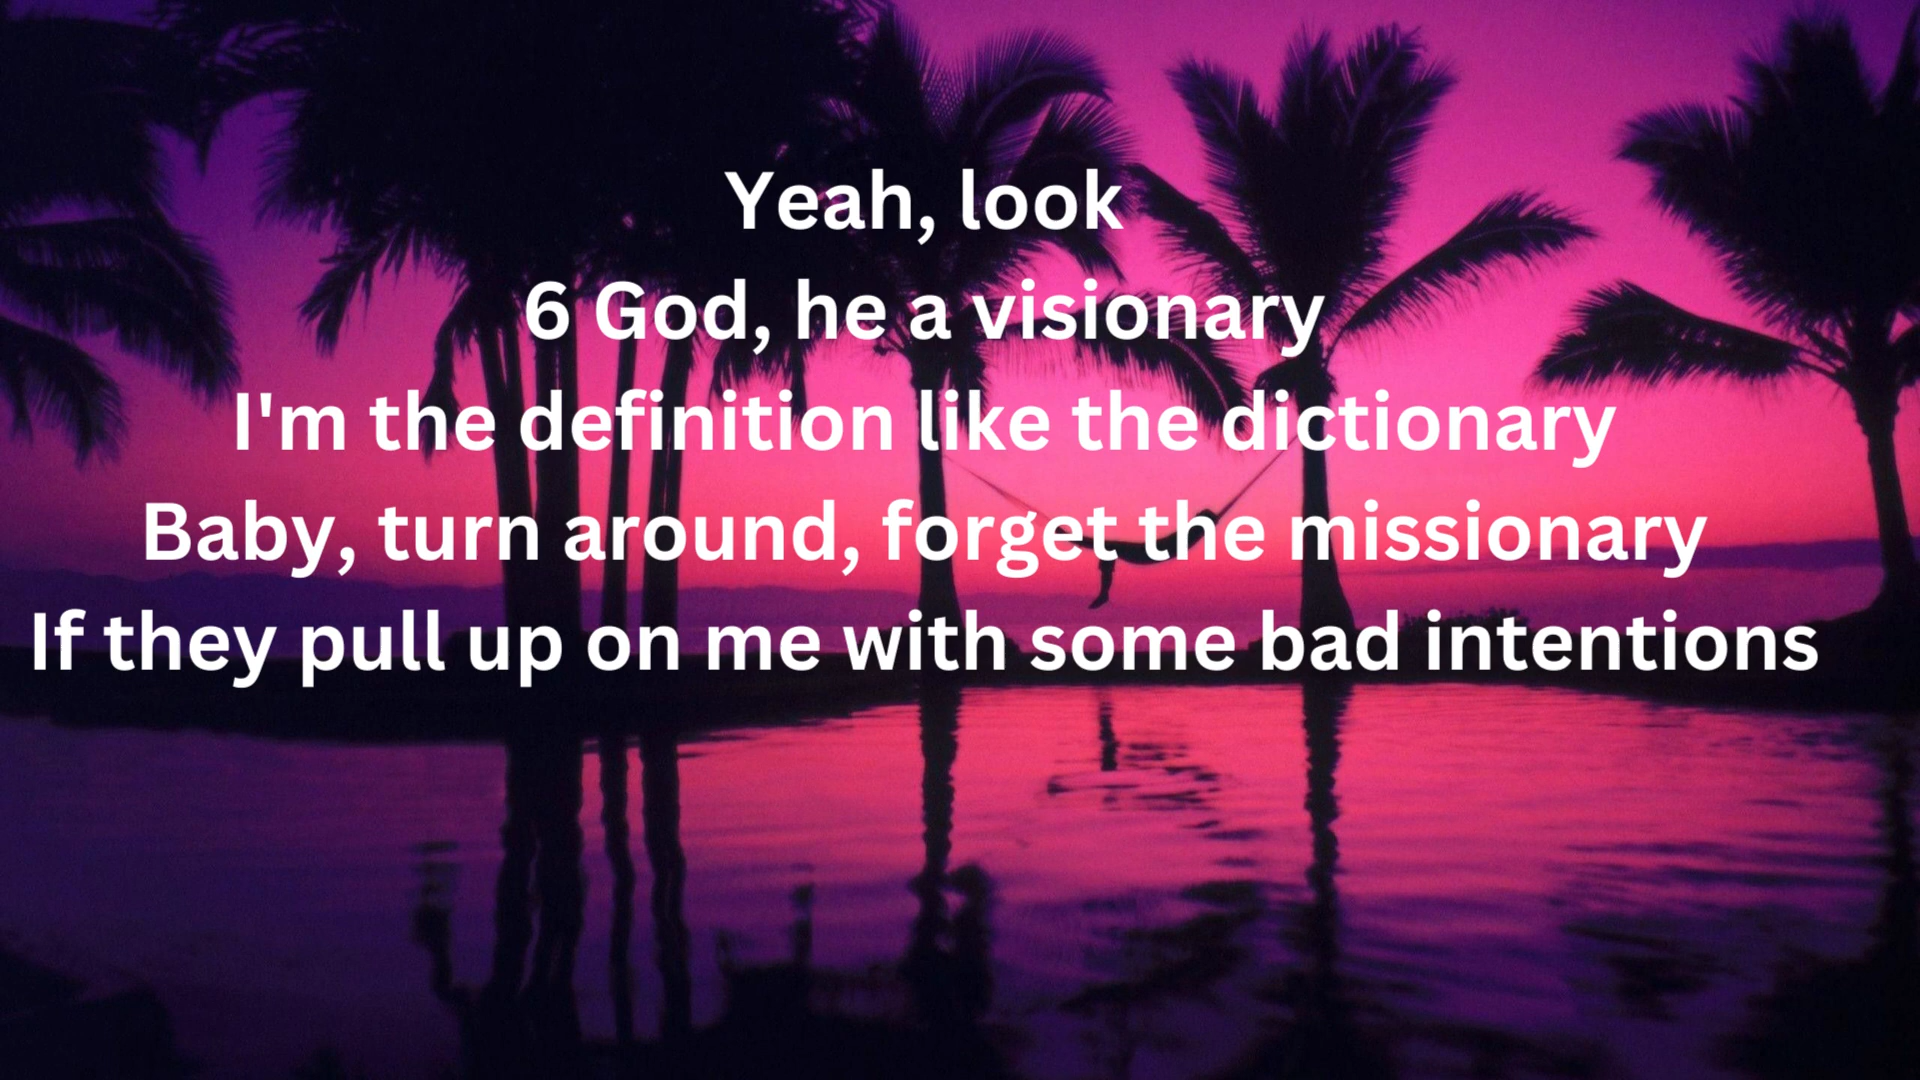 Yeah, look
6 God, he a visionary
I'm the definition like the dictionary
Baby, turn around, forget the missionary
If they pull up on me with some bad intentions